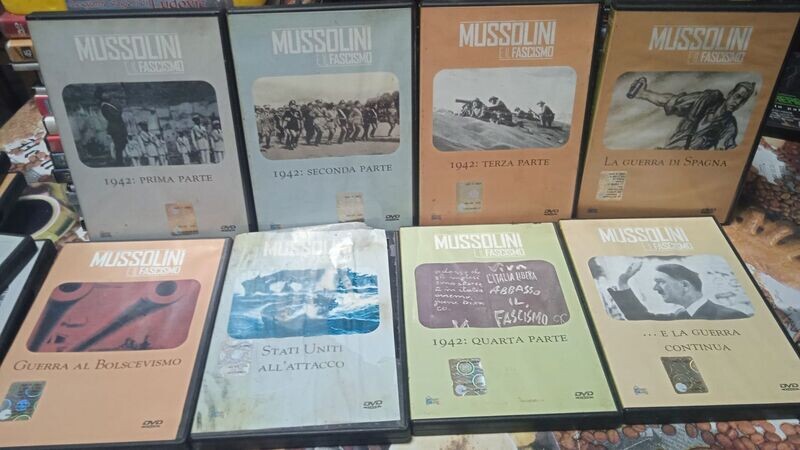 MUSSOLINI
E IL FASCISMO
1942: PRIMA PARTE
DVD
MUSSOLINI
E IL FASCISMO
1942: SECONDA PARTE
DVD
MUSSOLINI
E IL FASCISMO
1942: TERZA PARTE
DVD
MUSSOLINI
E IL FASCISMO
LA GUERRA DI SPAGNA
DVD
MUSSOLINI
E IL FASCISMO
GUERRA AL BOLSCEVISMO
DVD
MUSSOLINI
STATI UNITI
ALL'ATTACCO
DVD
MUSSOLINI
E IL FASCISMO
VIVA
L'ITALIA LIBERA
ABBASSO
IL
FASCISMO
1942: QUARTA PARTE
DVD
MUSSOLINI
E IL FASCISMO
... E LA GUERRA
CONTINUA
DVD